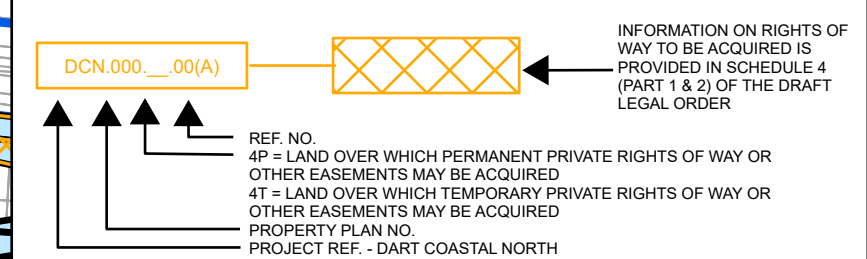 INFORMATION ON RIGHTS OF
WAY TO BE ACQUIRED IS
PROVIDED IN SCHEDULE 4
(PART 1 & 2) OF THE DRAFT
LEGAL ORDER
DCN.000.__.00(A)
REF. NO.
4P = LAND OVER WHICH PERMANENT PRIVATE RIGHTS OF WAY OR
OTHER EASEMENTS MAY BE ACQUIRED
4T = LAND OVER WHICH TEMPORARY PRIVATE RIGHTS OF WAY OR
OTHER EASEMENTS MAY BE ACQUIRED
PROPERTY PLAN NO.
PROJECT REF. - DART COASTAL NORTH